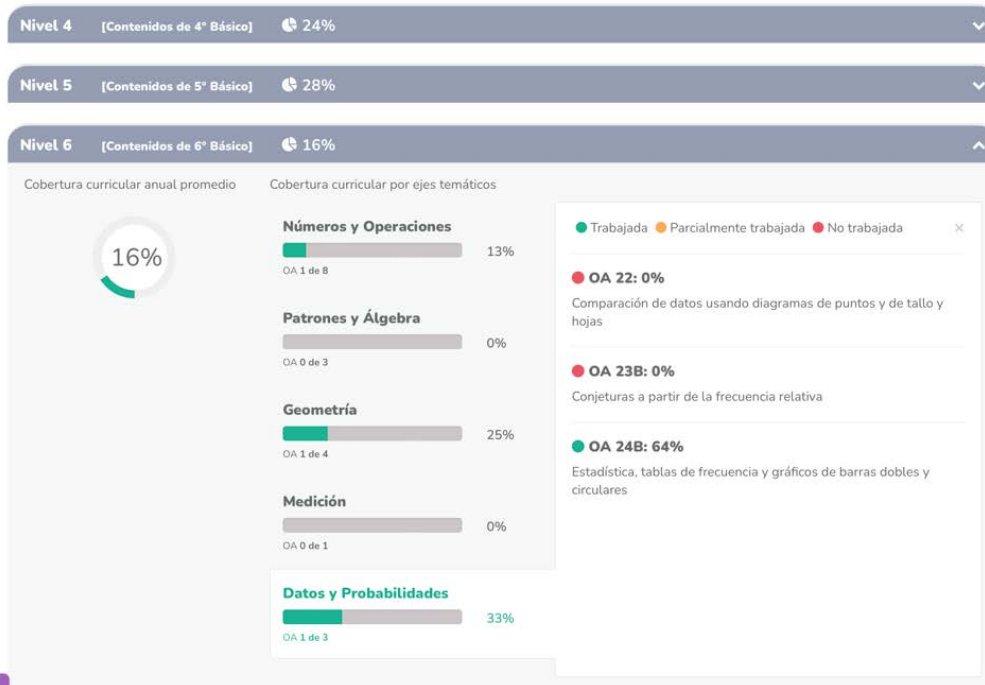 Nivel 4 [Contenidos de 4° Básico] 24%
Nivel 5 [Contenidos de 5° Básico] 28%
Nivel 6 [Contenidos de 6° Básico] 16%
Cobertura curricular anual promedio
16%
Cobertura curricular por ejes temáticos
Números y Operaciones
13%
OA 1 de 8
Patrones y Álgebra
0%
OA 0 de 3
Geometría
25%
OA 1 de 4
Medición
0%
OA 0 de 1
Datos y Probabilidades
33%
OA 1 de 3
Trabajada Parcialmente trabajada No trabajada
OA 22: 0%
Comparación de datos usando diagramas de puntos y de tallo y
hojas
OA 23B: 0%
Conjeturas a partir de la frecuencia relativa
OA 24B: 64%
Estadística, tablas de frecuencia y gráficos de barras dobles y
circulares